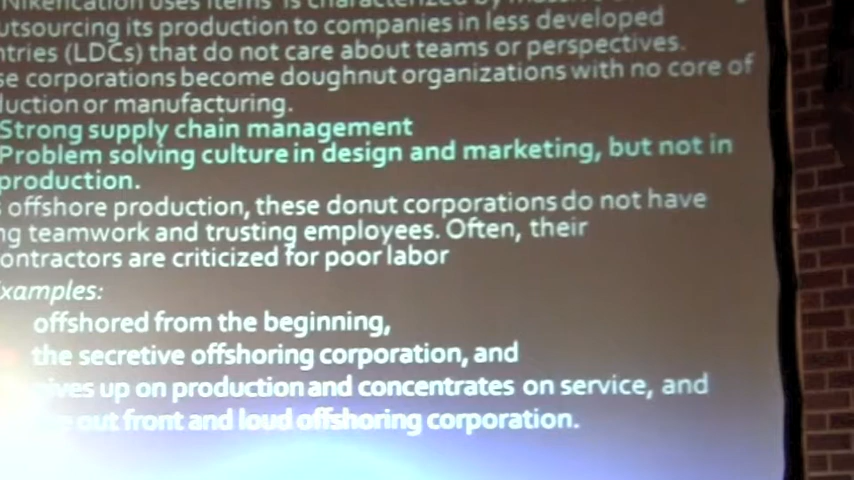 Nikefication uses items is characterized by
utsourcing its production to companies in less developed
ntries (LDCs) that do not care about teams or perspectives.
se corporations become doughnut organizations with no core of
duction or manufacturing.
Strong supply chain management
Problem solving culture in design and marketing, but not in
production.
offshore production, these donut corporations do not have
ng teamwork and trusting employees. Often, their
ontractors are criticized for poor labor
xamples:
offshored from the beginning,
the secretive offshoring corporation, and
gives up on production and concentrates on service, and
out front and loud offshoring corporation.